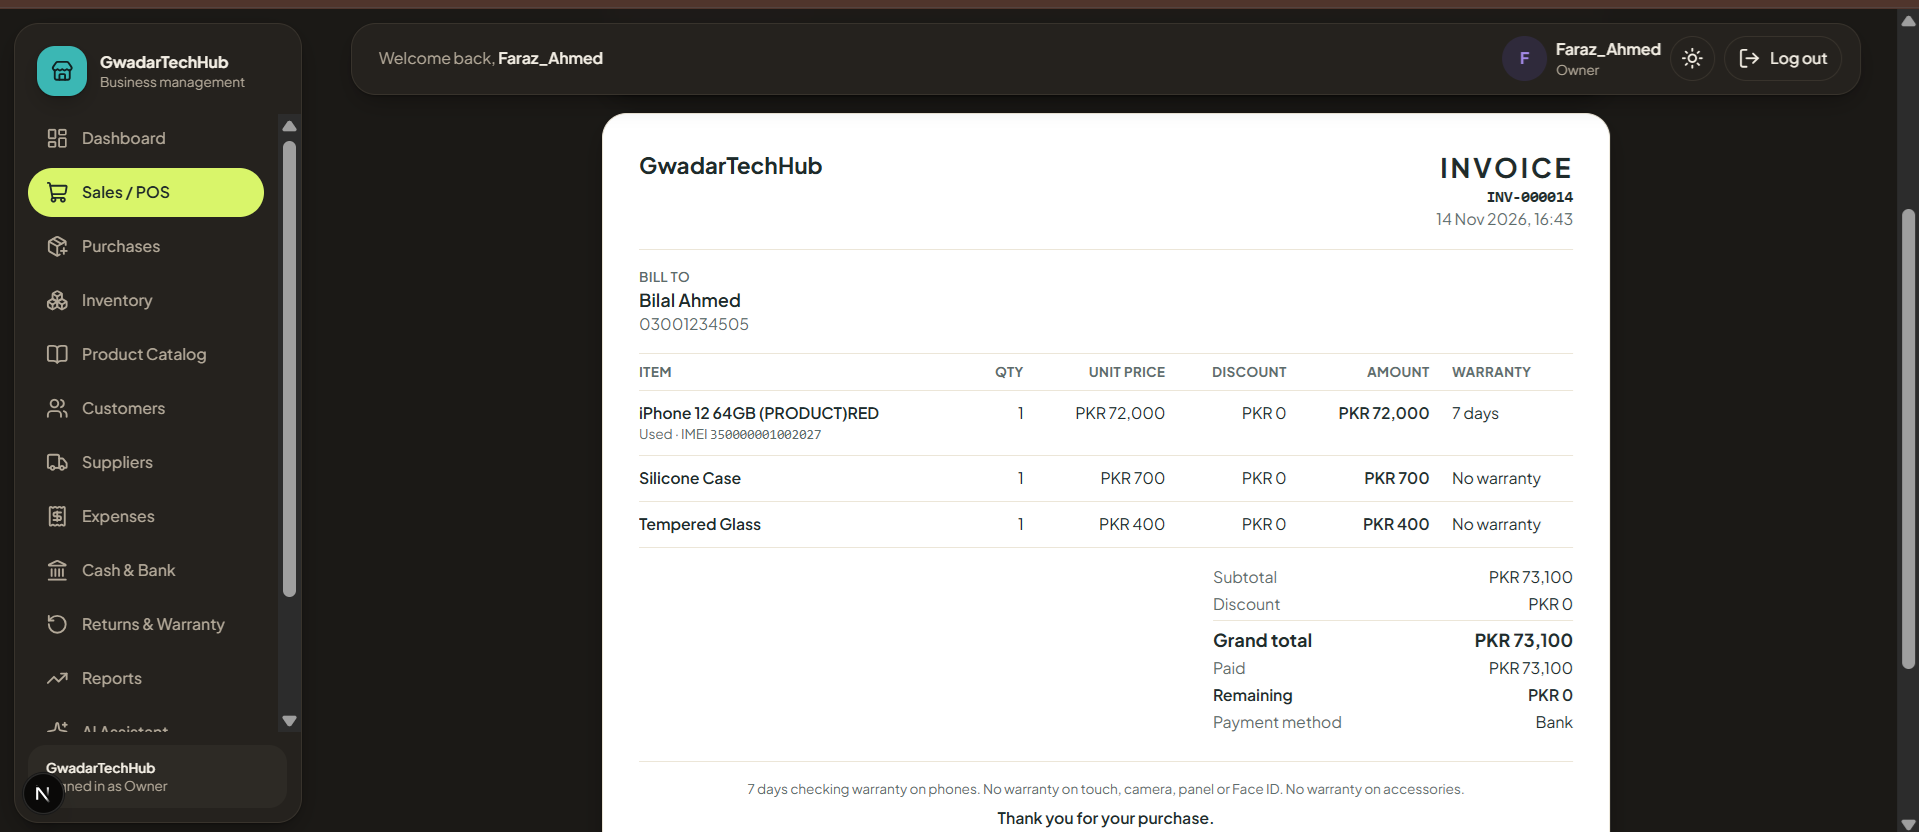 GwadarTechHub
Business management
Dashboard
Sales / POS
Purchases
Inventory
Product Catalog
Customers
Suppliers
Expenses
Cash & Bank
Returns & Warranty
Reports
AI Assistant
GwadarTechHub
ned in as Owner
N
Welcome back, Faraz_Ahmed
F
Faraz_Ahmed
Owner
Log out
GwadarTechHub
INVOICE
INV-000014
14 Nov 2026, 16:43
BILL TO
Bilal Ahmed
03001234505
ITEM QTY UNIT PRICE DISCOUNT AMOUNT WARRANTY
iPhone 12 64GB (PRODUCT)RED 1 PKR 72,000 PKR 0 PKR 72,000 7 days
Used · IMEI 350000001002027
Silicone Case 1 PKR 700 PKR 0 PKR 700 No warranty
Tempered Glass 1 PKR 400 PKR 0 PKR 400 No warranty
Subtotal PKR 73,100
Discount PKR 0
Grand total PKR 73,100
Paid PKR 73,100
Remaining PKR 0
Payment method Bank
7 days checking warranty on phones. No warranty on touch, camera, panel or Face ID. No warranty on accessories.
Thank you for your purchase.